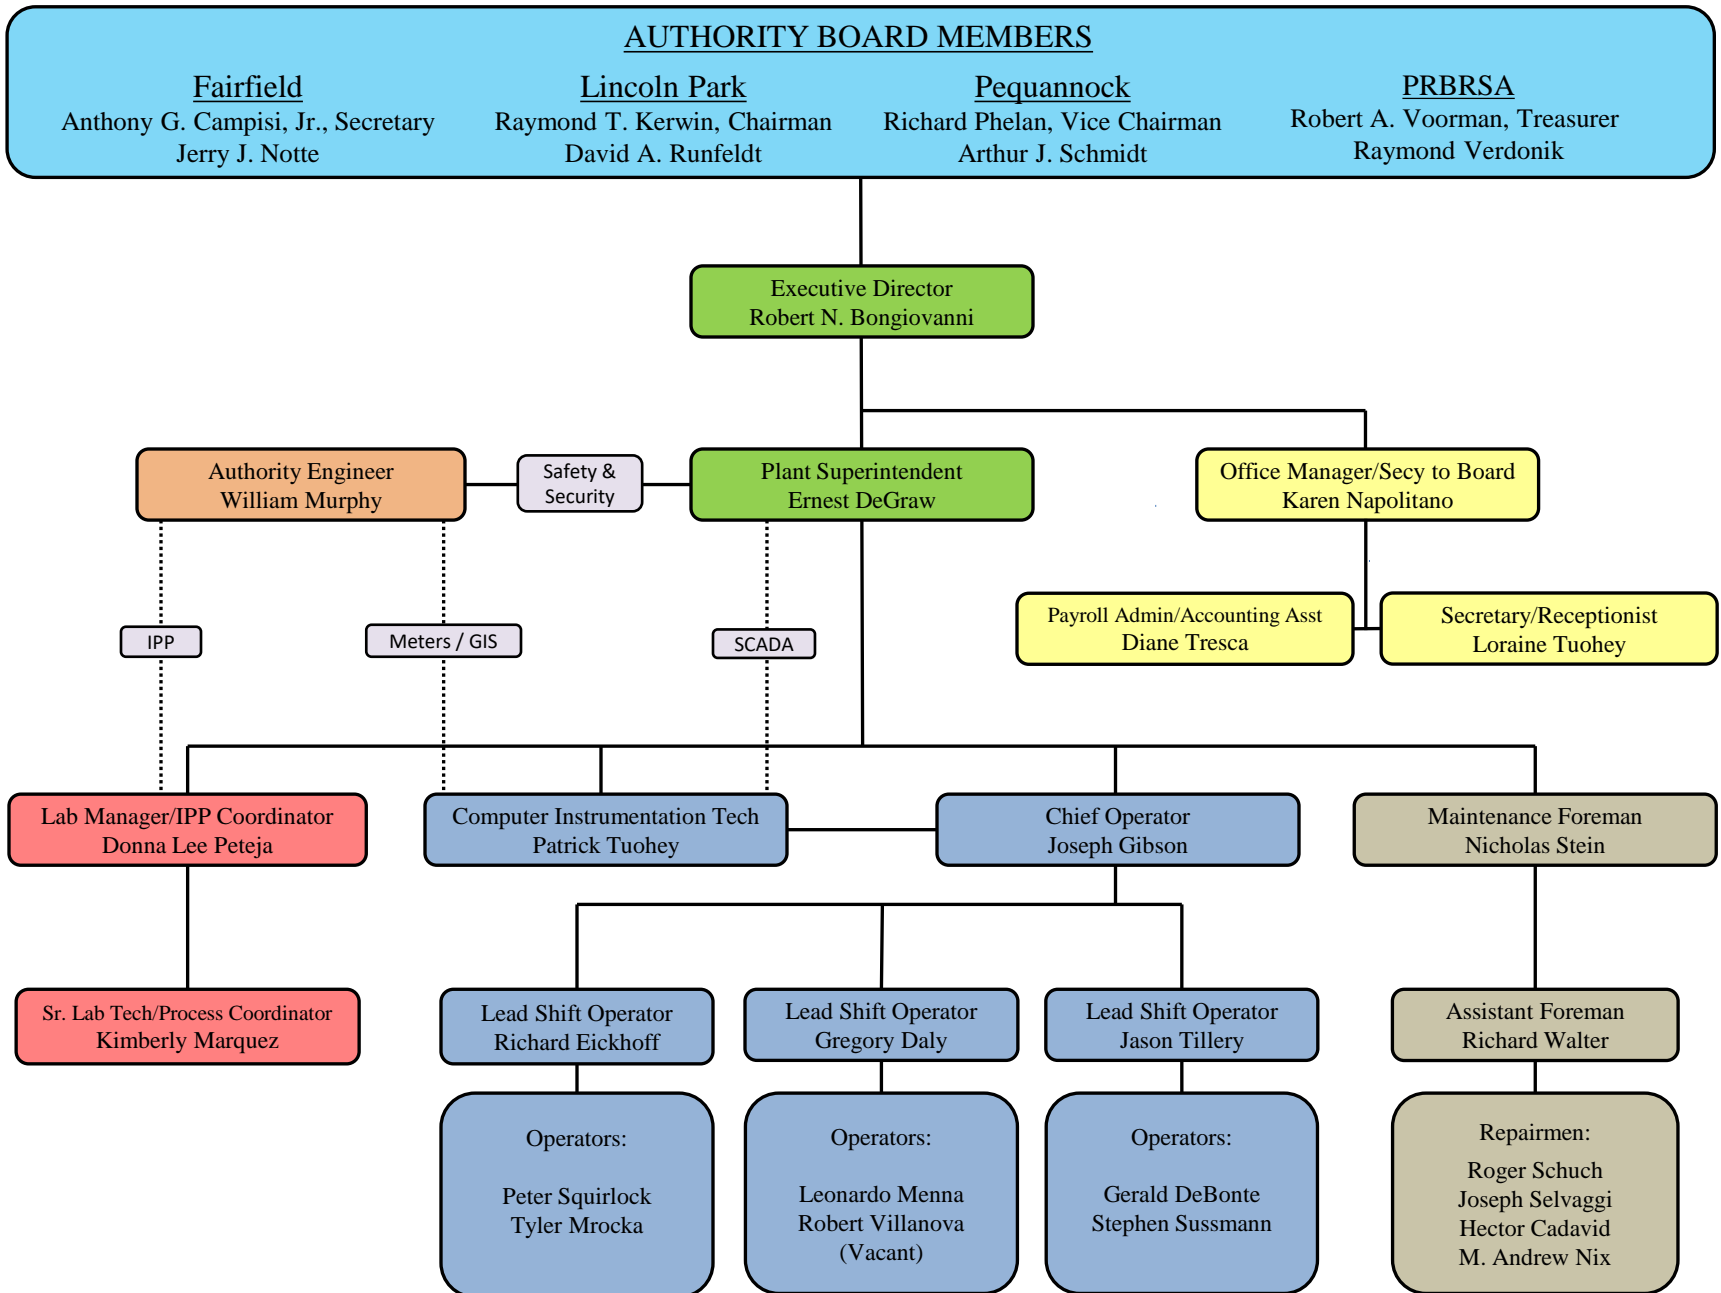 AUTHORITY BOARD MEMBERS
Fairfield
Anthony G. Campisi, Jr., Secretary
Jerry J. Notte
Lincoln Park
Raymond T. Kerwin, Chairman
David A. Runfeldt
Pequannock
Richard Phelan, Vice Chairman
Arthur J. Schmidt
PRBRSA
Robert A. Voorman, Treasurer
Raymond Verdonik
Executive Director
Robert N. Bongiovanni
Authority Engineer
William Murphy
Safety &
Security
Plant Superintendent
Ernest DeGraw
Office Manager/Secy to Board
Karen Napolitano
IPP
Meters / GIS
SCADA
Payroll Admin/Accounting Asst
Diane Tresca
Secretary/Receptionist
Loraine Tuohey
Lab Manager/IPP Coordinator
Donna Lee Peteja
Computer Instrumentation Tech
Patrick Tuohey
Chief Operator
Joseph Gibson
Maintenance Foreman
Nicholas Stein
Sr. Lab Tech/Process Coordinator
Kimberly Marquez
Lead Shift Operator
Richard Eickhoff
Lead Shift Operator
Gregory Daly
Lead Shift Operator
Jason Tillery
Assistant Foreman
Richard Walter
Operators:
Peter Squirlock
Tyler Mrocka
Operators:
Leonardo Menna
Robert Villanova
(Vacant)
Operators:
Gerald DeBonte
Stephen Sussmann
Repairmen:
Roger Schuch
Joseph Selvaggi
Hector Cadavid
M. Andrew Nix